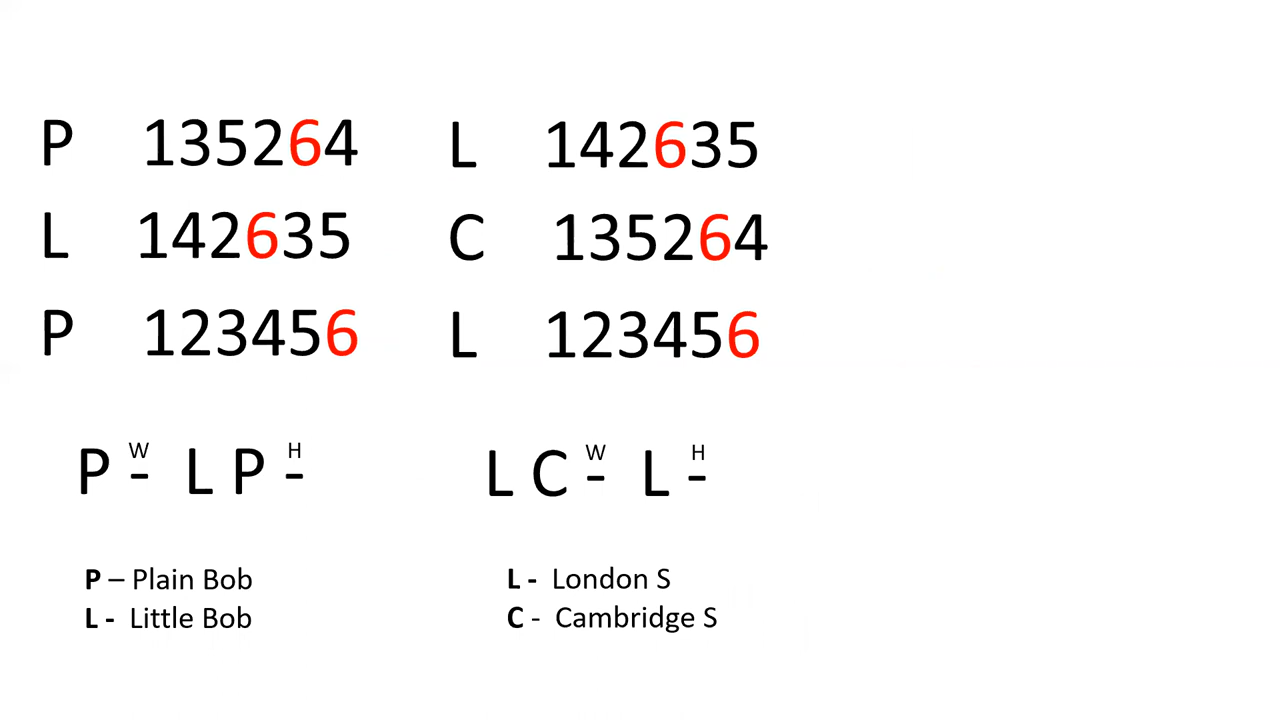 P 135264
L 142635
P 123456
W H
P - L P -
P – Plain Bob
L - Little Bob
L 142635
C 135264
L 123456
W H
L C - L -
L - London S
C - Cambridge S